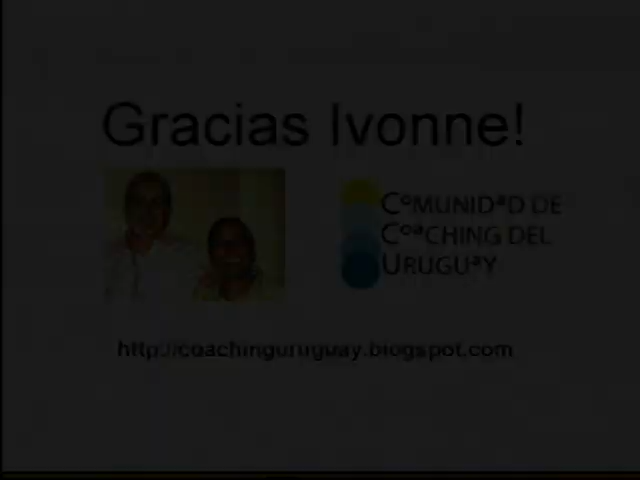 Gracias Ivonne!
CoMUNIDaD DE
CoaCHING DEL
URUGUaY
http://coachinguruguay.blogspot.com